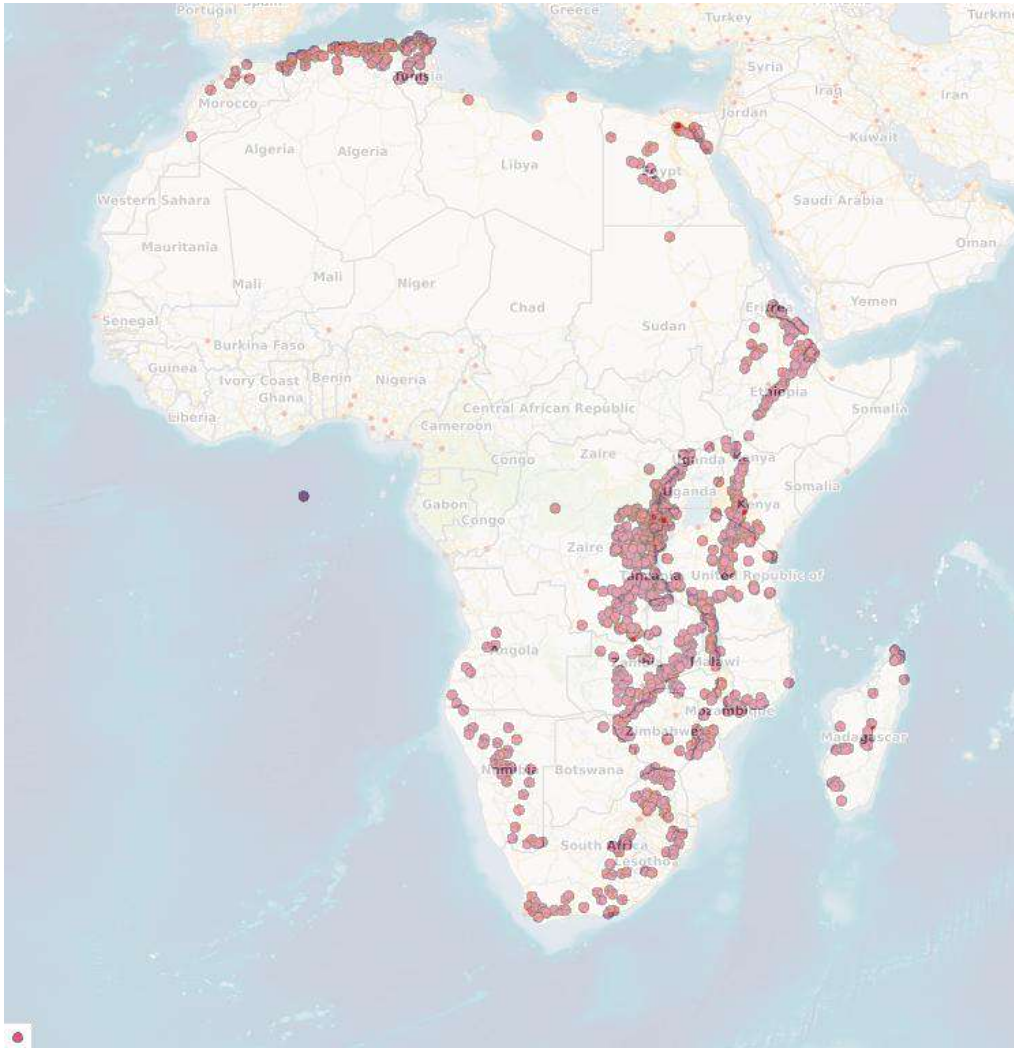 Portugal
Spain
Greece
Turkey
Turkm
Syria
Iraq
Iran
Tunisia
Tunis
Morocco
Jordan
Kuwait
Algeria
Algeria
Libya
Egypt
Western Sahara
Saudi Arabia
Mauritania
Oman
Mali
Mali
Niger
Chad
Eritrea
Yemen
Senegal
Sudan
Burkina Faso
Guinea
Ivory Coast
Benin
Nigeria
Ethiopia
Ghana
Central African Republic
Somalia
Liberia
Cameroon
Congo
Zaire
Uganda
Kenya
Uganda
Somalia
Gabon
Kenya
Congo
Zaire
Tanzania
United Republic of
Angola
Zambia
Malawi
Mozambique
Zimbabwe
Madagascar
Namibia
Botswana
South Africa
Lesotho